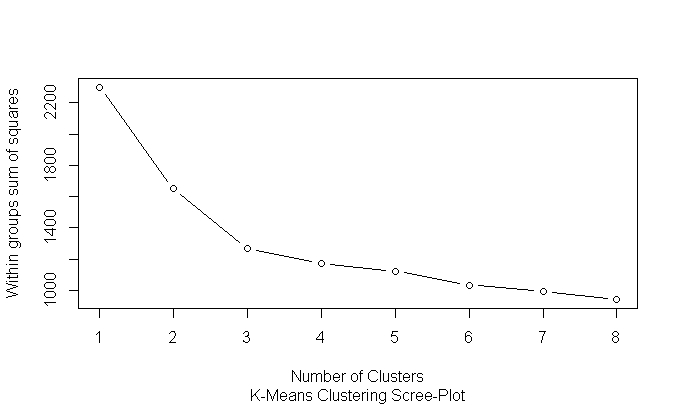 Within groups sum of squares
2200
1800
1400
1000
1 2 3 4 5 6 7 8
Number of Clusters
K-Means Clustering Scree-Plot